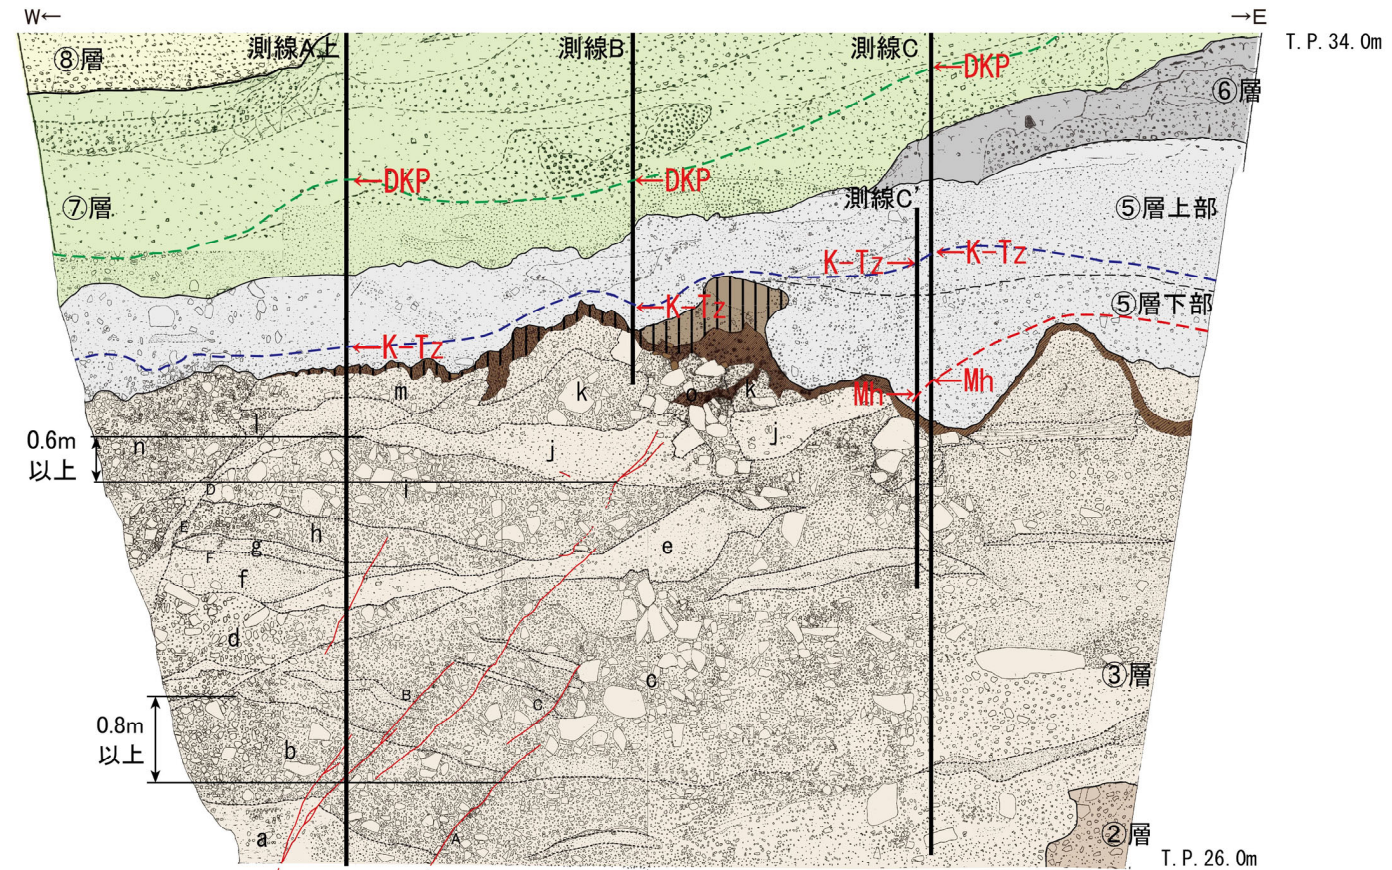 W←
→E
T.P.34.0m
⑧層
測線A上
測線B
測線C
←DKP
⑥層
←DKP
←DKP
⑦層
測線C'
⑤層上部
K-Tz→
←K-Tz
←K-Tz
⑤層下部
←K-Tz
Mh→
←Mh
m
k
o
k
l
n
j
j
0.6m
以上
i
D
E
h
g
F
e
f
d
c
③層
B
C
0.8m
以上
b
a
A
②層
T.P.26.0m